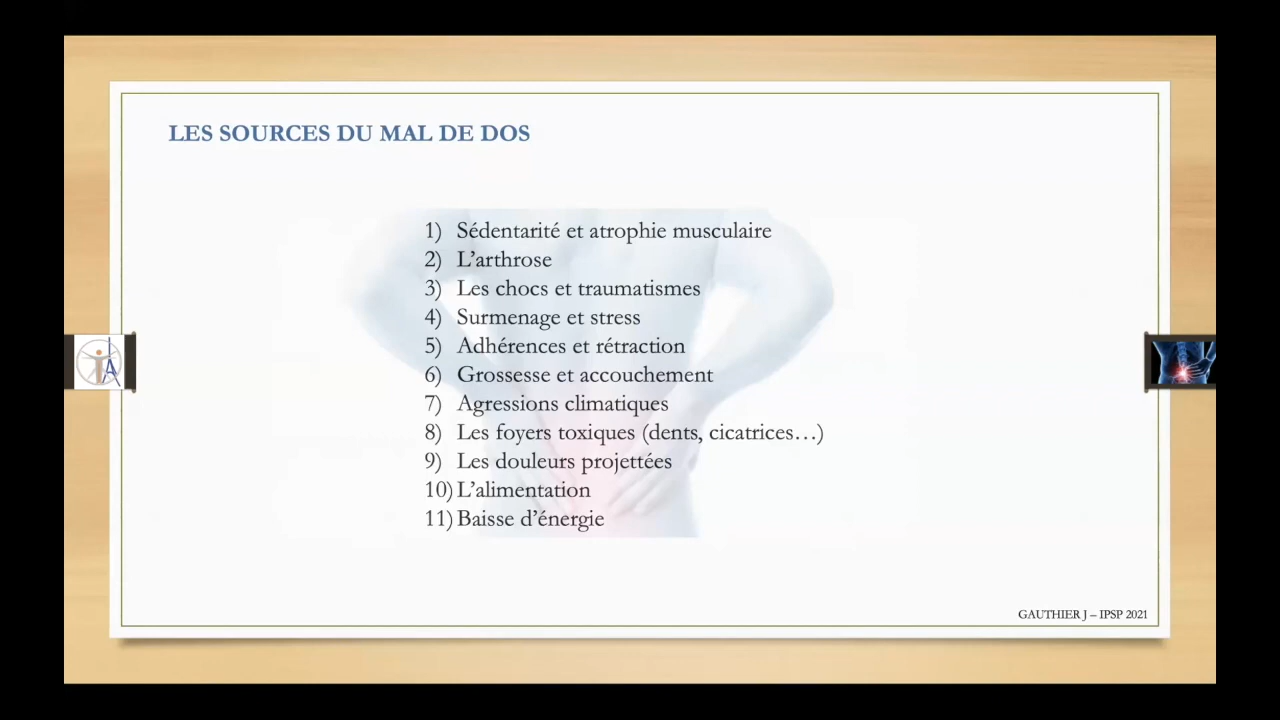 LES SOURCES DU MAL DE DOS
1) Sédentarité et atrophie musculaire
2) L’arthrose
3) Les chocs et traumatismes
4) Surmenage et stress
5) Adhérences et rétraction
6) Grossesse et accouchement
7) Agressions climatiques
8) Les foyers toxiques (dents, cicatrices…)
9) Les douleurs projettées
10) L’alimentation
11) Baisse d’énergie
GAUTHIER J – IPSP 2021